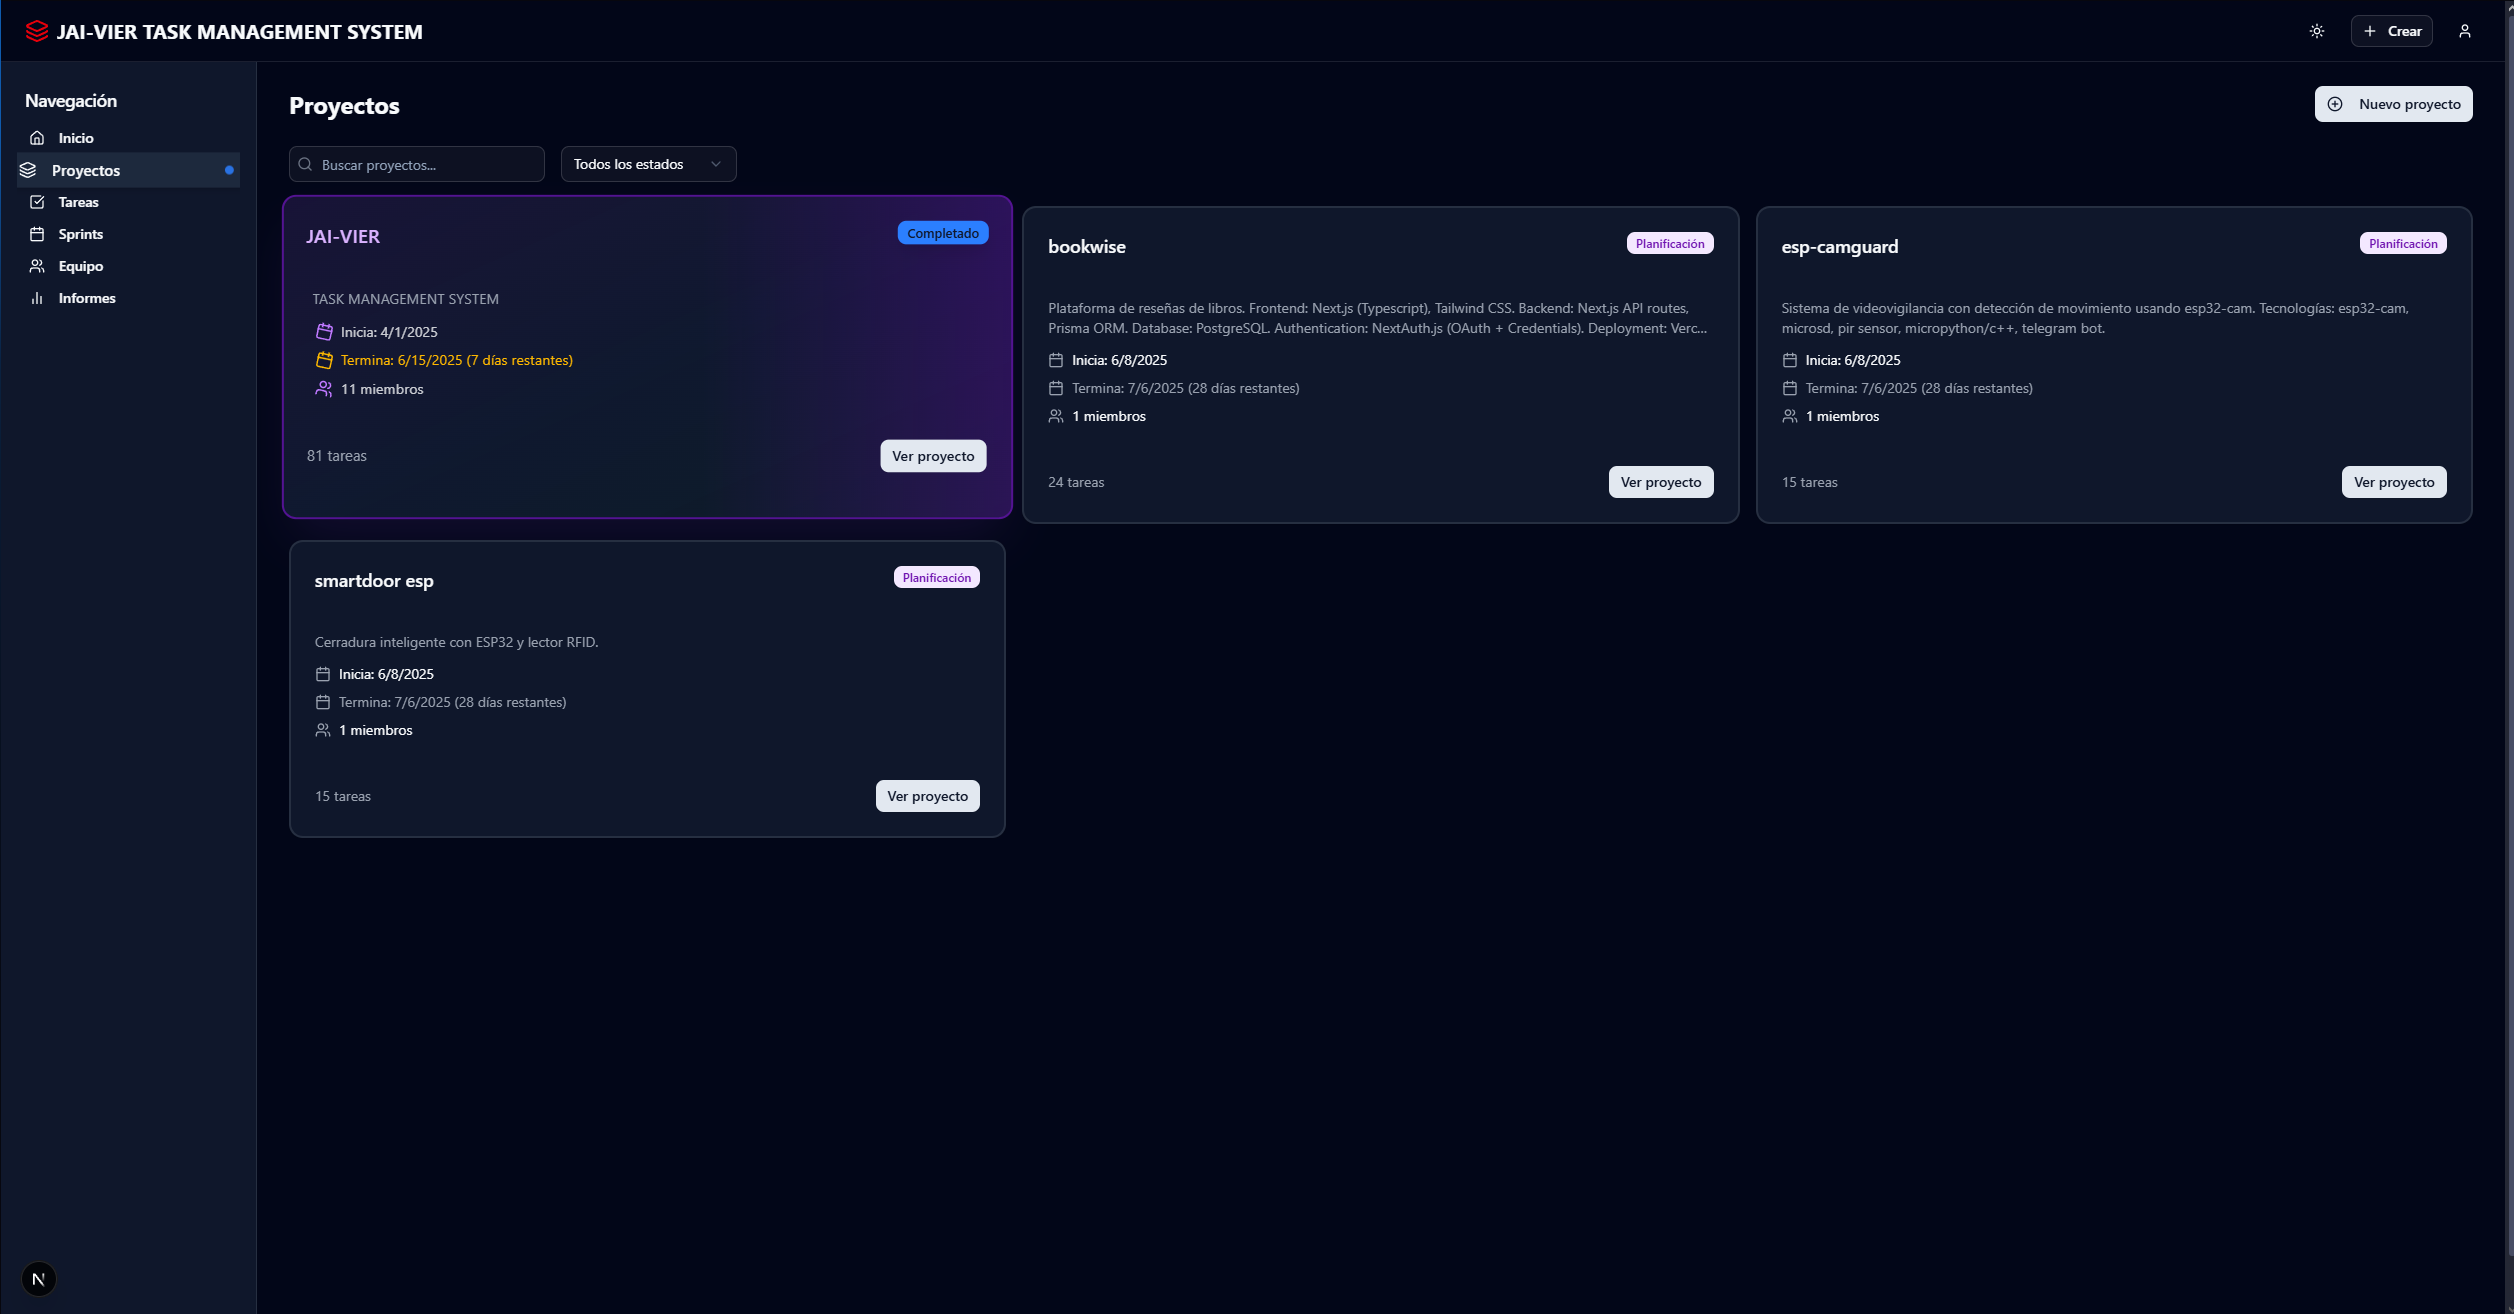 JAI-VIER TASK MANAGEMENT SYSTEM
Crear
Navegación
Inicio
Proyectos
Tareas
Sprints
Equipo
Informes
Proyectos
Nuevo proyecto
Buscar proyectos...
Todos los estados
JAI-VIER
Completado
TASK MANAGEMENT SYSTEM
Inicia: 4/1/2025
Termina: 6/15/2025 (7 días restantes)
11 miembros
81 tareas
Ver proyecto
bookwise
Planificación
Plataforma de reseñas de libros. Frontend: Next.js (Typescript), Tailwind CSS. Backend: Next.js API routes,
Prisma ORM. Database: PostgreSQL. Authentication: NextAuth.js (OAuth + Credentials). Deployment: Verc...
Inicia: 6/8/2025
Termina: 7/6/2025 (28 días restantes)
1 miembros
24 tareas
Ver proyecto
esp-camguard
Planificación
Sistema de videovigilancia con detección de movimiento usando esp32-cam. Tecnologías: esp32-cam,
microsd, pir sensor, micropython/c++, telegram bot.
Inicia: 6/8/2025
Termina: 7/6/2025 (28 días restantes)
1 miembros
15 tareas
Ver proyecto
smartdoor esp
Planificación
Cerradura inteligente con ESP32 y lector RFID.
Inicia: 6/8/2025
Termina: 7/6/2025 (28 días restantes)
1 miembros
15 tareas
Ver proyecto
N